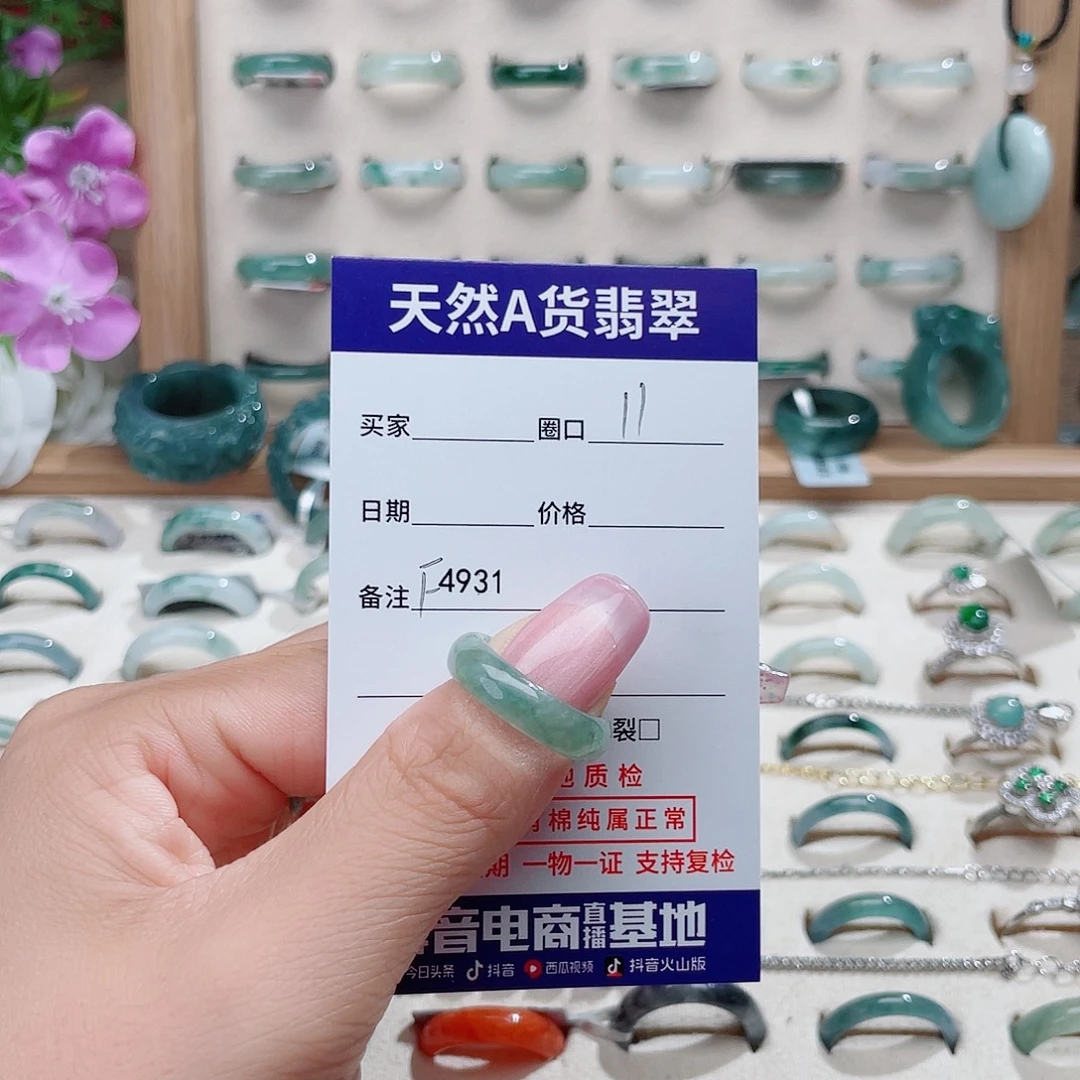 天然A货翡翠
买家 圈口 11
日期 价格
备注 F4931
裂□
质检
棉纯属正常
期 一物一证 支持复检
音电商直播基地
今日头条 抖音 西瓜视频 抖音火山版